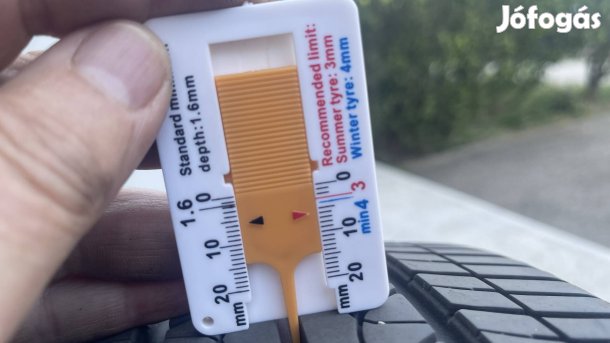 Jófogás
Standard min
depth:1.6mm
Recommended limit:
Summer tyre: 3mm
Winter tyre: 4mm
1.6
0
10
20
mm
0
3
min4
10
20
mm